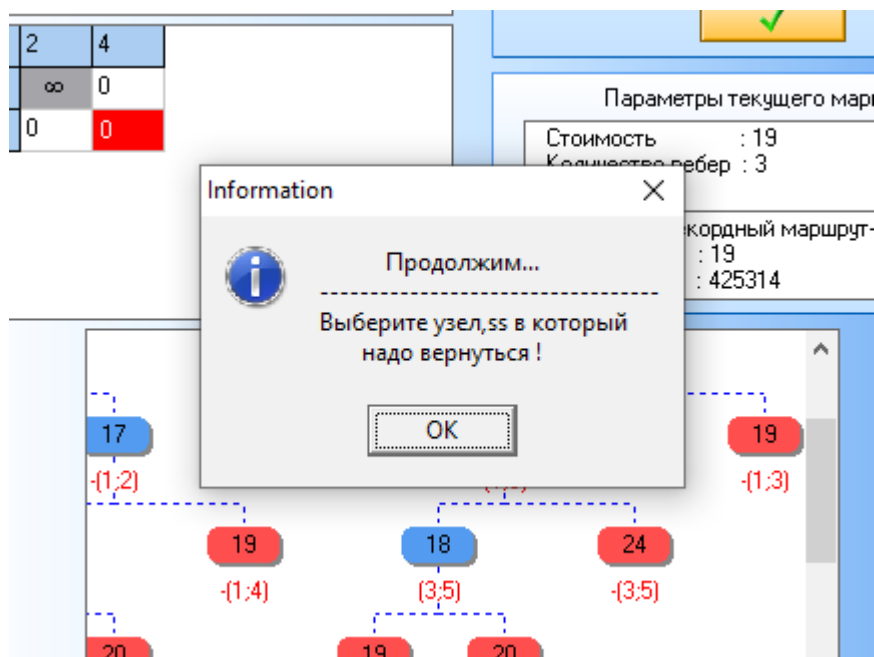 2 4
∞ 0
0 0
Параметры текущего
Стоимость : 19
Количество ребер : 3
маршрут-
: 19
: 425314
Information
Продолжим...
-----------------------------------
Выберите узел,ss в который
надо вернуться !
OK
17 19
-(1;2) -(1;3)
19 18 24
-(1;4) (3;5) -(3;5)
20 19 20